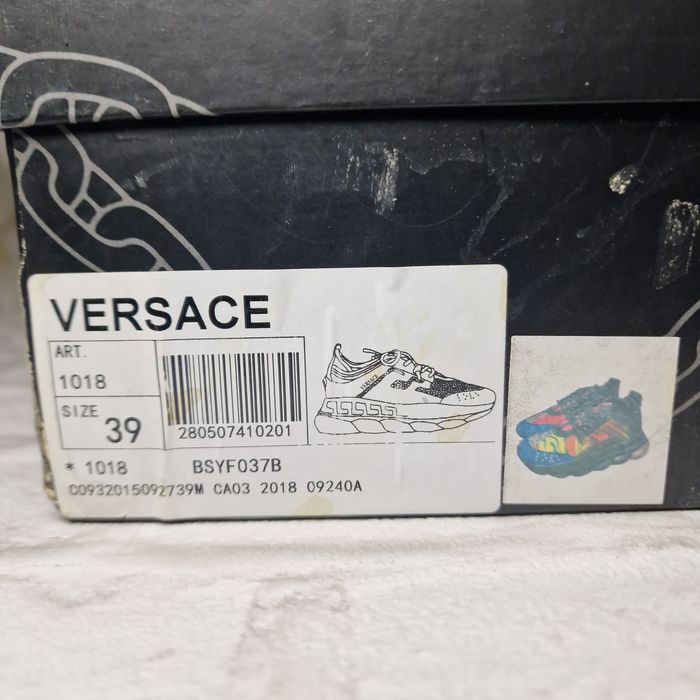 VERSACE
ART.
1018
SIZE
39
280507410201
* 1018 BSYF037B
C0932015092739M CA03 2018 09240A